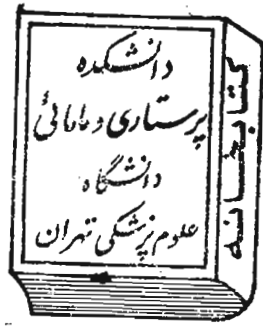 دانشکده
پرستاری و مامائی
دانشگاه
علوم پزشکی تهران
کتابخانه